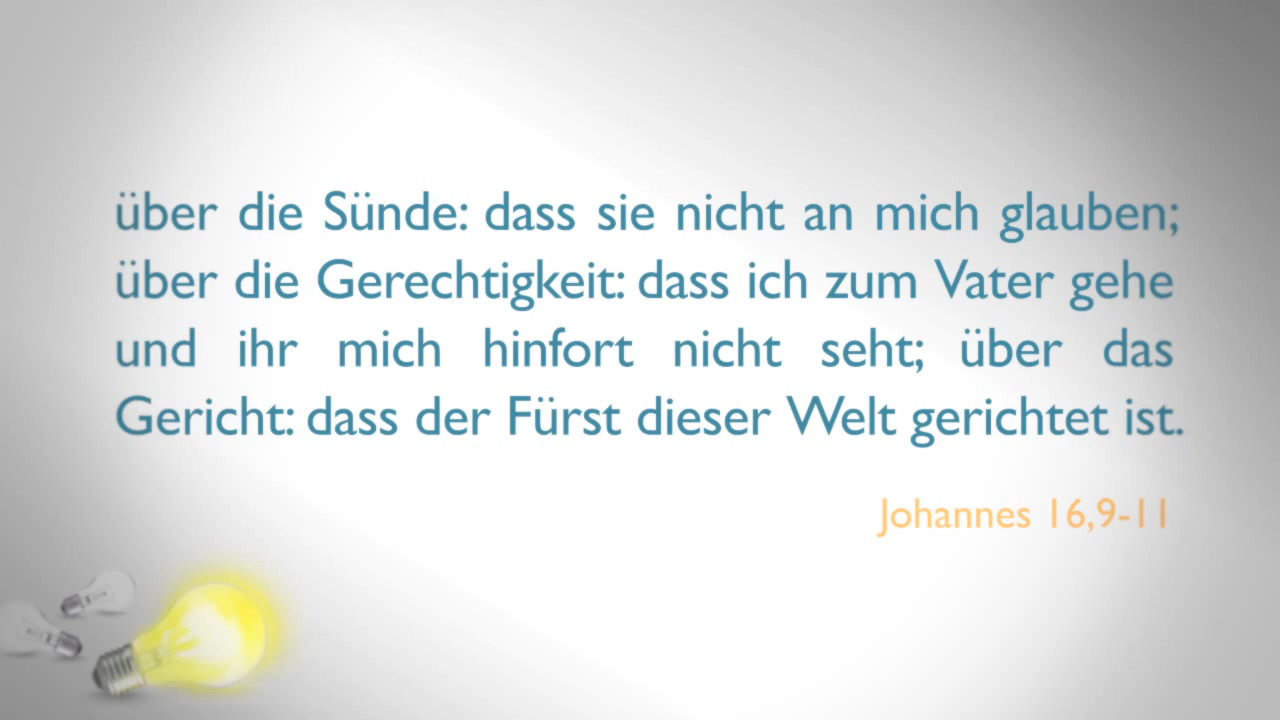 über die Sünde: dass sie nicht an mich glauben;
über die Gerechtigkeit: dass ich zum Vater gehe
und ihr mich hinfort nicht seht; über das
Gericht: dass der Fürst dieser Welt gerichtet ist.
Johannes 16,9-11